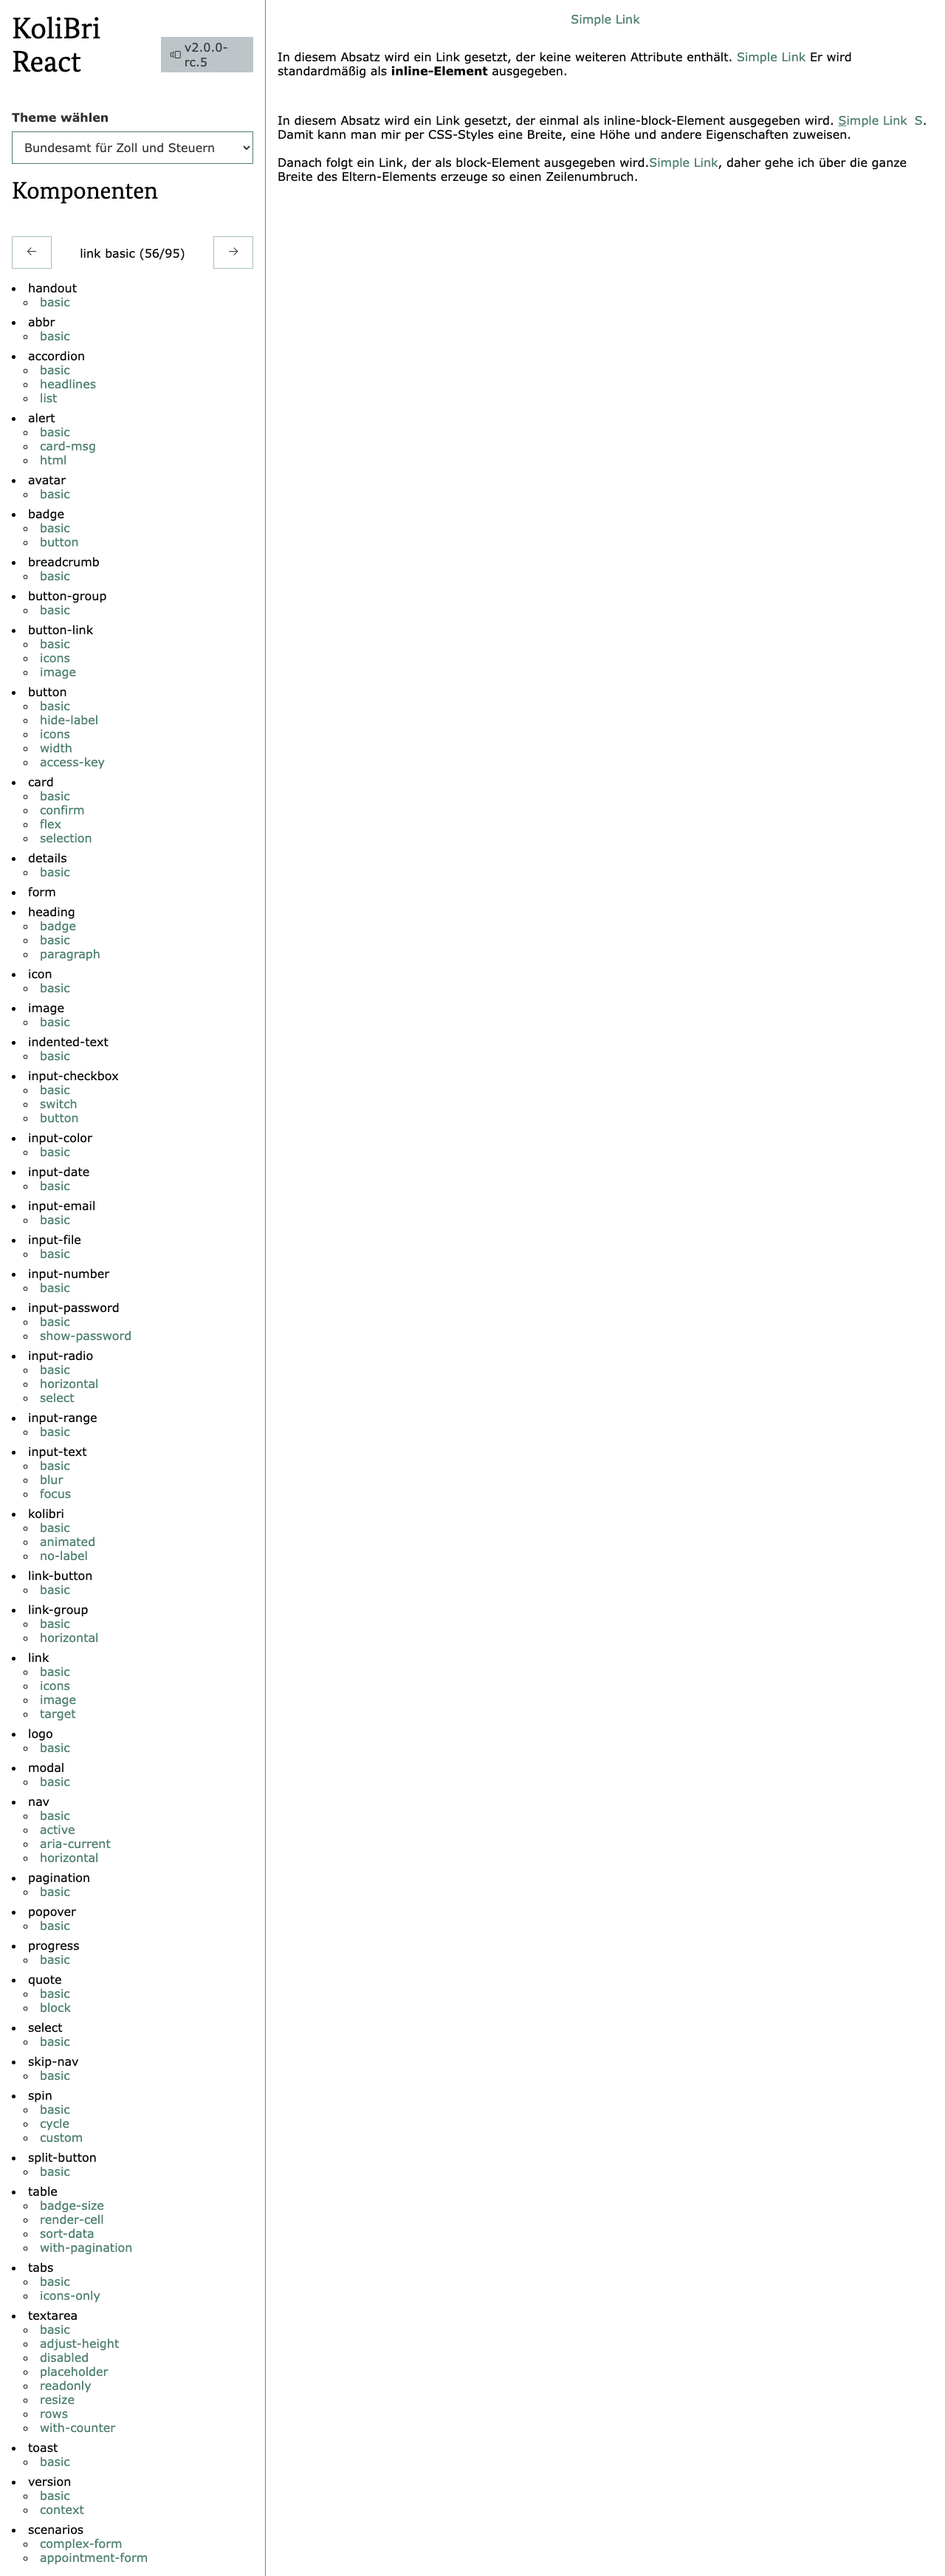 KoliBri
React
v2.0.0-
rc.5
Theme wählen
Bundesamt für Zoll und Steuern
Komponenten
← link basic (56/95) →
handout
basic
abbr
basic
accordion
basic
headlines
list
alert
basic
card-msg
html
avatar
basic
badge
basic
button
breadcrumb
basic
button-group
basic
button-link
basic
icons
image
button
basic
hide-label
icons
width
access-key
card
basic
confirm
flex
selection
details
basic
form
heading
badge
basic
paragraph
icon
basic
image
basic
indented-text
basic
input-checkbox
basic
switch
button
input-color
basic
input-date
basic
input-email
basic
input-file
basic
input-number
basic
input-password
basic
show-password
input-radio
basic
horizontal
select
input-range
basic
input-text
basic
blur
focus
kolibri
basic
animated
no-label
link-button
basic
link-group
basic
horizontal
link
basic
icons
image
target
logo
basic
modal
basic
nav
basic
active
aria-current
horizontal
pagination
basic
popover
basic
progress
basic
quote
basic
block
select
basic
skip-nav
basic
spin
basic
cycle
custom
split-button
basic
table
badge-size
render-cell
sort-data
with-pagination
tabs
basic
icons-only
textarea
basic
adjust-height
disabled
placeholder
readonly
resize
rows
with-counter
toast
basic
version
basic
context
scenarios
complex-form
appointment-form
Simple Link
In diesem Absatz wird ein Link gesetzt, der keine weiteren Attribute enthält. Simple Link Er wird
standardmäßig als inline-Element ausgegeben.
In diesem Absatz wird ein Link gesetzt, der einmal als inline-block-Element ausgegeben wird. Simple Link S.
Damit kann man mir per CSS-Styles eine Breite, eine Höhe und andere Eigenschaften zuweisen.
Danach folgt ein Link, der als block-Element ausgegeben wird.Simple Link, daher gehe ich über die ganze
Breite des Eltern-Elements erzeuge so einen Zeilenumbruch.